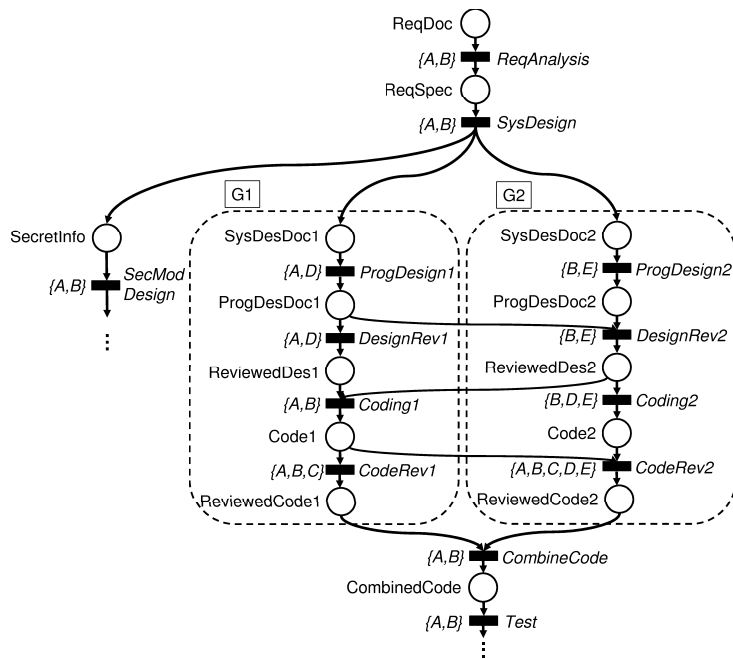 ReqDoc
{A,B} ReqAnalysis
ReqSpec
{A,B} SysDesign
G1
G2
SecretInfo
SysDesDoc1
SysDesDoc2
{A,B} SecMod
Design
{A,D} ProgDesign1
{B,E} ProgDesign2
ProgDesDoc1
ProgDesDoc2
{A,D} DesignRev1
{B,E} DesignRev2
ReviewedDes1
ReviewedDes2
{A,B} Coding1
{B,D,E} Coding2
Code1
Code2
{A,B,C} CodeRev1
{A,B,C,D,E} CodeRev2
ReviewedCode1
ReviewedCode2
{A,B} CombineCode
CombinedCode
{A,B} Test